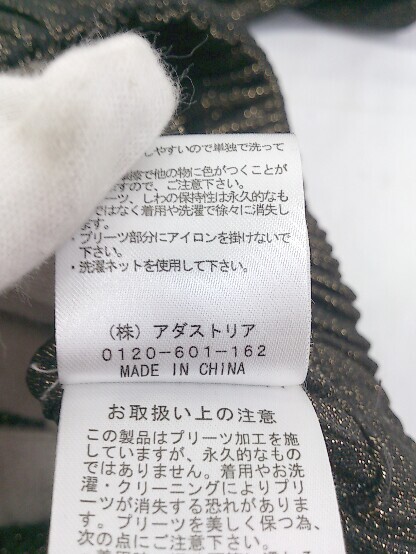 しやすいので単独で洗って
擦で他の物に色がつくことが
ますので、ご注意下さい。
ーツ、しわの保持性は永久的なも
ではなく着用や洗濯で徐々に消失し
ます。
・プリーツ部分にアイロンを掛けないで
下さい。
・洗濯ネットを使用して下さい。
(株)アダストリア
0120-601-162
MADE IN CHINA
お取扱い上の注意
この製品はプリーツ加工を施
していますが、永久的なもの
ではありません。着用やお洗
濯・クリーニングによりプリ
ーツが消失する恐れがありま
す。プリーツを美しく保つ為、
次の点にご注意下さい。